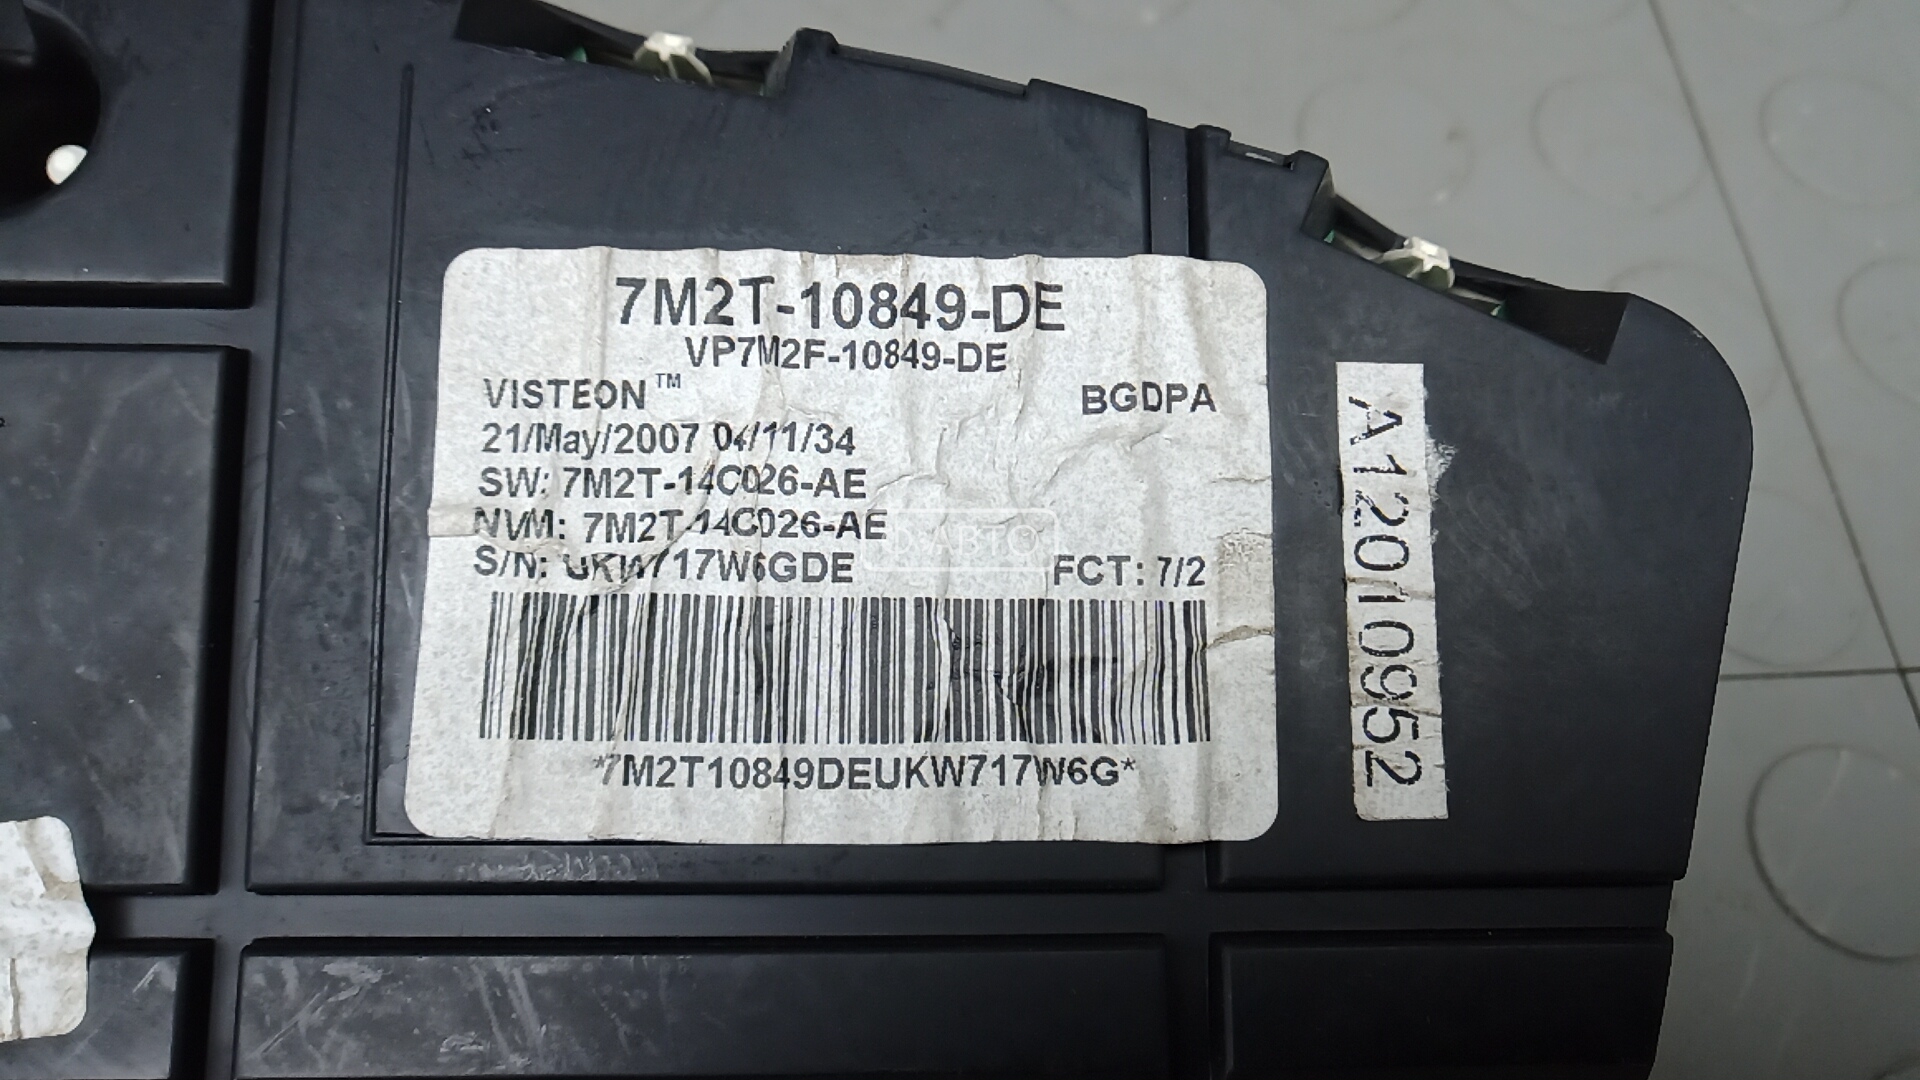 7M2T-10849-DE
VP7M2F-10849-DE
VISTEON™ BGDPA
21/May/2007 04/11/34
SW: 7M2T-14C026-AE
NVM: 7M2T-14C026-AE
S/N: UKW717W6GDE FCT: 7/2
*7M2T10849DEUKW717W6G*
A12010952